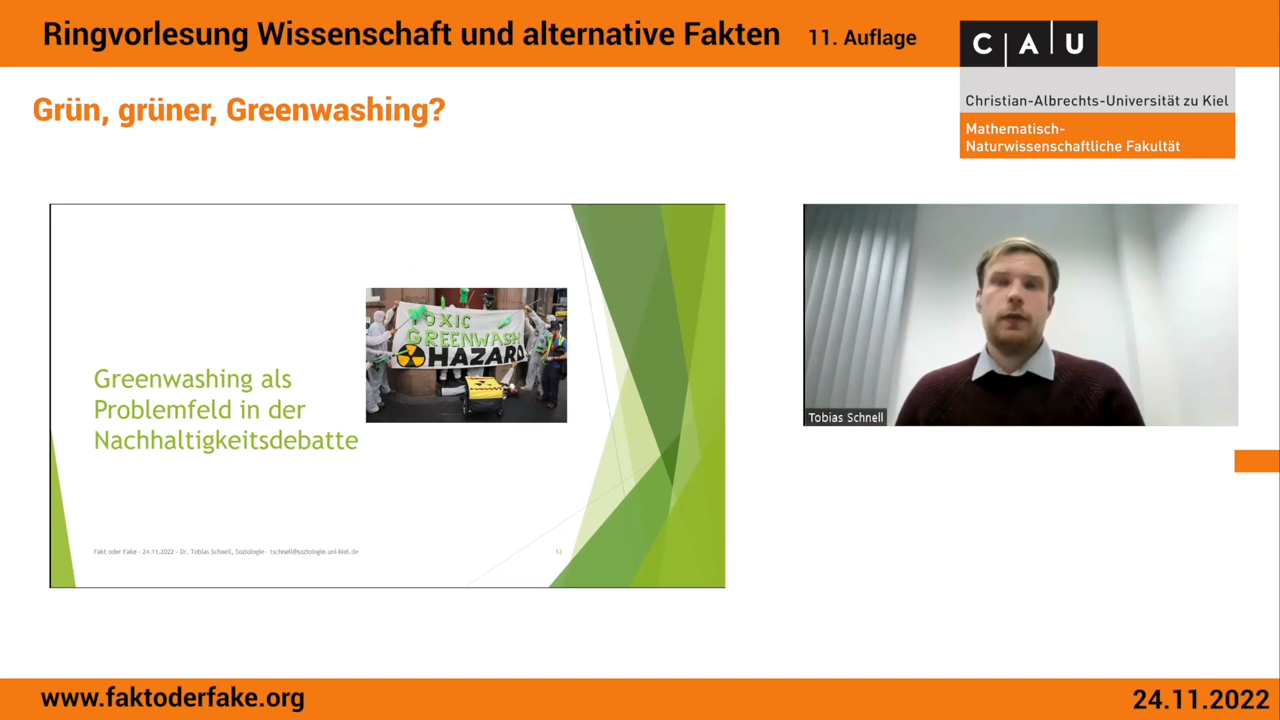 Ringvorlesung Wissenschaft und alternative Fakten 11. Auflage
C A U
Christian-Albrechts-Universität zu Kiel
Mathematisch-
Naturwissenschaftliche Fakultät
Grün, grüner, Greenwashing?
TOXIC
GREENWASH
HAZARD
Greenwashing als
Problemfeld in der
Nachhaltigkeitsdebatte
Fakt oder Fake - 24.11.2022 - Dr. Tobias Schnell, Soziologie - tschnell@soziologie.uni-kiel.de
12
Tobias Schnell
www.faktoderfake.org
24.11.2022